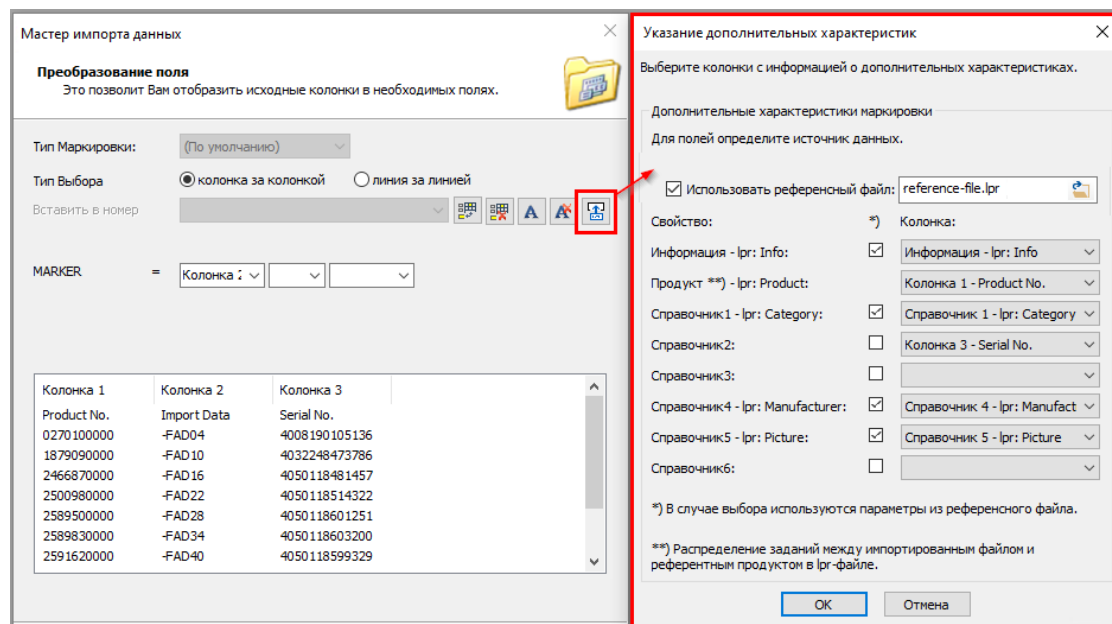 Мастер импорта данных
Преобразование поля
Это позволит Вам отобразить исходные колонки в необходимых полях.
Тип Маркировки: (По умолчанию)
Тип Выбора колонка за колонкой линия за линией
Вставить в номер
MARKER = Колонка 2
Колонка 1 Колонка 2 Колонка 3
Product No. Import Data Serial No.
0270100000 -FAD04 4008190105136
1879090000 -FAD10 4032248473786
2466870000 -FAD16 4050118481457
2500980000 -FAD22 4050118514322
2589500000 -FAD28 4050118601251
2589830000 -FAD34 4050118603200
2591620000 -FAD40 4050118599329
Указание дополнительных характеристик
Выберите колонки с информацией о дополнительных характеристиках.
Дополнительные характеристики маркировки
Для полей определите источник данных.
Использовать референсный файл: reference-file.lpr
Свойство: *) Колонка:
Информация - lpr: Info: Информация - lpr: Info
Продукт **) - lpr: Product: Колонка 1 - Product No.
Справочник1 - lpr: Category: Справочник 1 - lpr: Category
Справочник2: Колонка 3 - Serial No.
Справочник3:
Справочник4 - lpr: Manufacturer: Справочник 4 - lpr: Manufact
Справочник5 - lpr: Picture: Справочник 5 - lpr: Picture
Справочник6:
*) В случае выбора используются параметры из референсного файла.
**) Распределение заданий между импортированным файлом и
референтным продуктом в lpr-файле.
OK Отмена